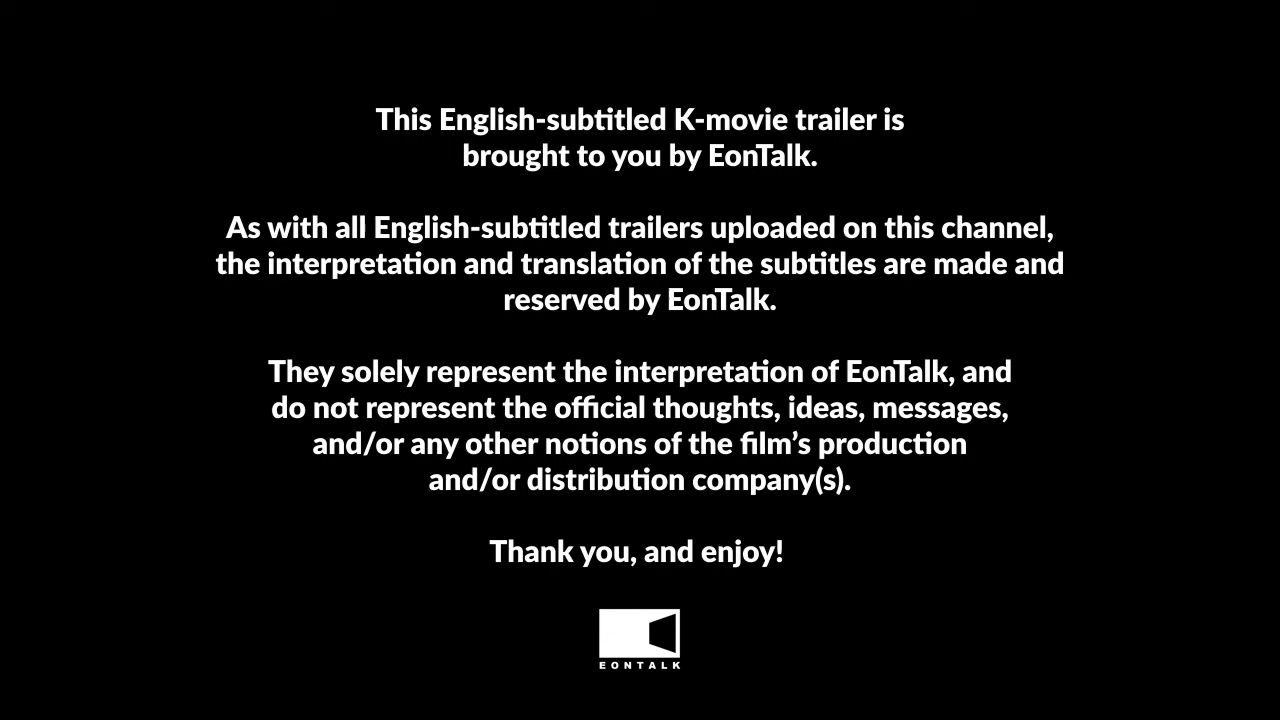 This English-subtitled K-movie trailer is
brought to you by EonTalk.
As with all English-subtitled trailers uploaded on this channel,
the interpretation and translation of the subtitles are made and
reserved by EonTalk.
They solely represent the interpretation of EonTalk, and
do not represent the official thoughts, ideas, messages,
and/or any other notions of the film’s production
and/or distribution company(s).
Thank you, and enjoy!
EONTALK